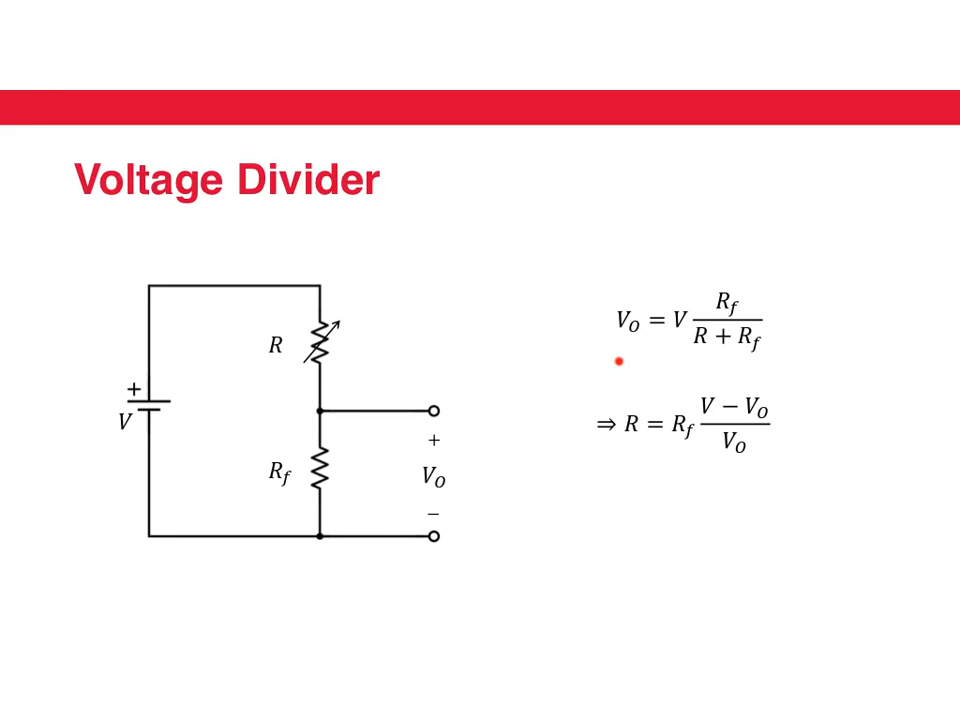 Voltage Divider
R
+
V
R_f
+
V_O
−
V_O = V R_f / (R + R_f)
⇒ R = R_f (V − V_O) / V_O